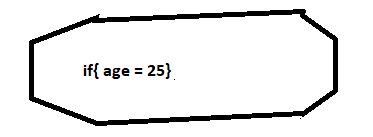 if{ age = 25}